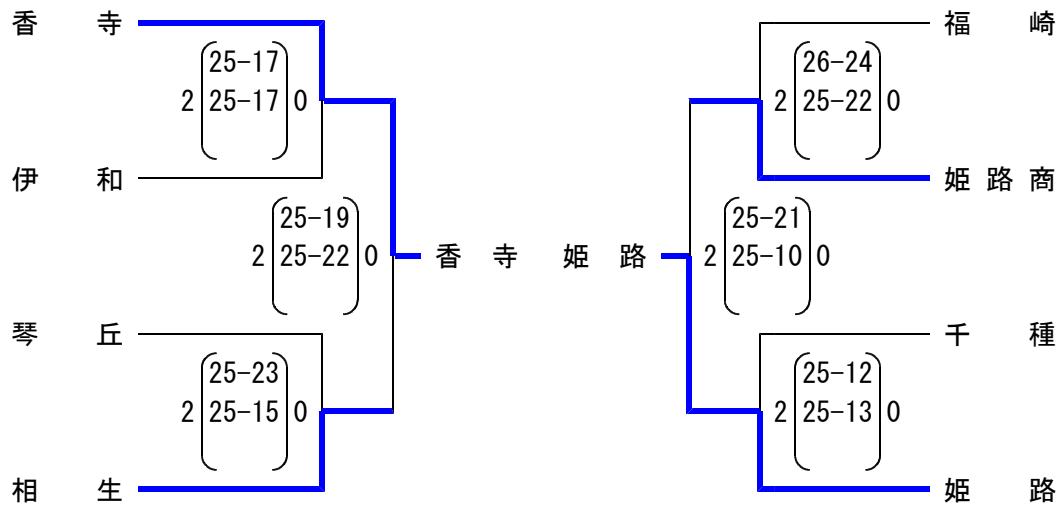 香 寺
25-17
2 25-17 0
伊 和
25-19
2 25-22 0
香 寺
琴 丘
25-23
2 25-15 0
相 生
福 崎
26-24
2 25-22 0
姫 路 商
25-21
姫 路
2 25-10 0
千 種
25-12
2 25-13 0
姫 路